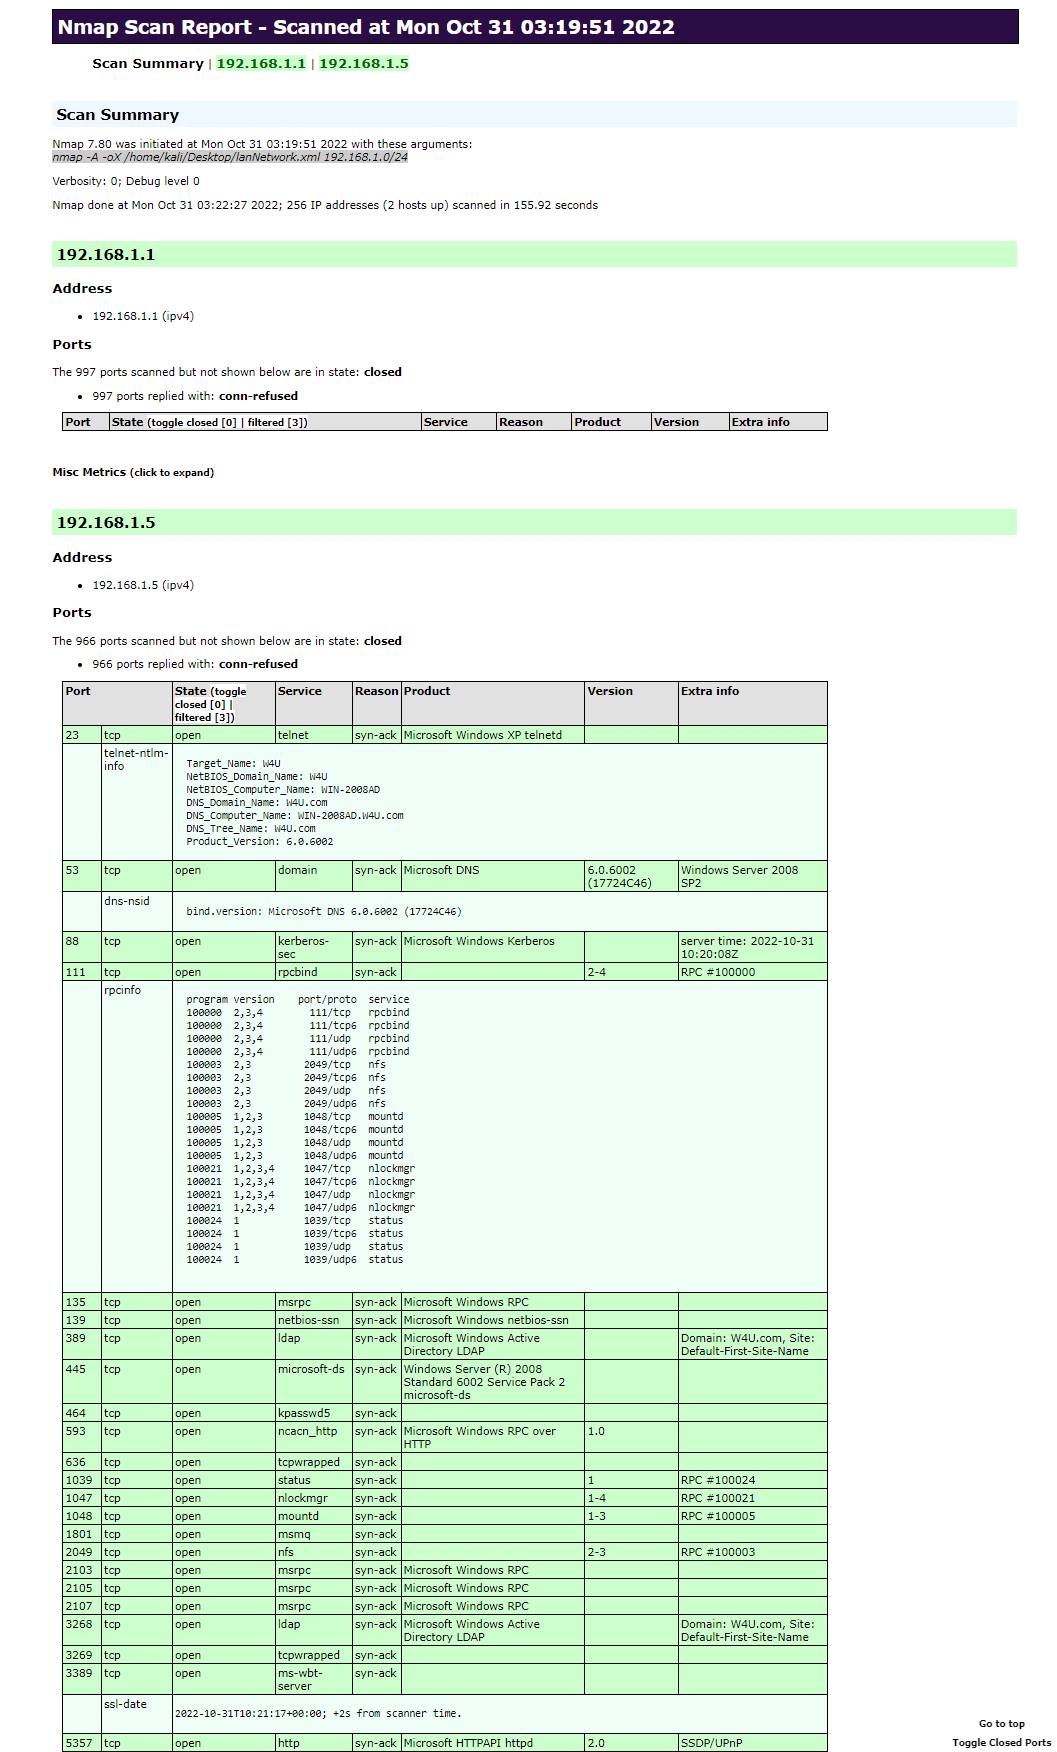 Nmap Scan Report - Scanned at Mon Oct 31 03:19:51 2022
Scan Summary | 192.168.1.1 | 192.168.1.5
Scan Summary
Nmap 7.80 was initiated at Mon Oct 31 03:19:51 2022 with these arguments:
nmap -A -oX /home/kali/Desktop/lanNetwork.xml 192.168.1.0/24
Verbosity: 0; Debug level 0
Nmap done at Mon Oct 31 03:22:27 2022; 256 IP addresses (2 hosts up) scanned in 155.92 seconds
192.168.1.1
Address
• 192.168.1.1 (ipv4)
Ports
The 997 ports scanned but not shown below are in state: closed
• 997 ports replied with: conn-refused
Port State (toggle closed [0] | filtered [3]) Service Reason Product Version Extra info
Misc Metrics (click to expand)
192.168.1.5
Address
• 192.168.1.5 (ipv4)
Ports
The 966 ports scanned but not shown below are in state: closed
• 966 ports replied with: conn-refused
Port State (toggle closed [0] | filtered [3]) Service Reason Product Version Extra info
23 tcp open telnet syn-ack Microsoft Windows XP telnetd
telnet-ntlm-info
Target_Name: W4U
NetBIOS_Domain_Name: W4U
NetBIOS_Computer_Name: WIN-2008AD
DNS_Domain_Name: W4U.com
DNS_Computer_Name: WIN-2008AD.W4U.com
DNS_Tree_Name: W4U.com
Product_Version: 6.0.6002
53 tcp open domain syn-ack Microsoft DNS 6.0.6002 (17724C46) Windows Server 2008 SP2
dns-nsid
bind.version: Microsoft DNS 6.0.6002 (17724C46)
88 tcp open kerberos-sec syn-ack Microsoft Windows Kerberos server time: 2022-10-31 10:20:08Z
111 tcp open rpcbind syn-ack 2-4 RPC #100000
rpcinfo
program version port/proto service
100000 2,3,4 111/tcp rpcbind
100000 2,3,4 111/tcp6 rpcbind
100000 2,3,4 111/udp rpcbind
100000 2,3,4 111/udp6 rpcbind
100003 2,3 2049/tcp nfs
100003 2,3 2049/tcp6 nfs
100003 2,3 2049/udp nfs
100003 2,3 2049/udp6 nfs
100005 1,2,3 1048/tcp mountd
100005 1,2,3 1048/tcp6 mountd
100005 1,2,3 1048/udp mountd
100005 1,2,3 1048/udp6 mountd
100021 1,2,3,4 1047/tcp nlockmgr
100021 1,2,3,4 1047/tcp6 nlockmgr
100021 1,2,3,4 1047/udp nlockmgr
100021 1,2,3,4 1047/udp6 nlockmgr
100024 1 1039/tcp status
100024 1 1039/tcp6 status
100024 1 1039/udp status
100024 1 1039/udp6 status
135 tcp open msrpc syn-ack Microsoft Windows RPC
139 tcp open netbios-ssn syn-ack Microsoft Windows netbios-ssn
389 tcp open ldap syn-ack Microsoft Windows Active Directory LDAP Domain: W4U.com, Site: Default-First-Site-Name
445 tcp open microsoft-ds syn-ack Windows Server (R) 2008 Standard 6002 Service Pack 2 microsoft-ds
464 tcp open kpasswd5 syn-ack
593 tcp open ncacn_http syn-ack Microsoft Windows RPC over HTTP 1.0
636 tcp open tcpwrapped syn-ack
1039 tcp open status syn-ack 1 RPC #100024
1047 tcp open nlockmgr syn-ack 1-4 RPC #100021
1048 tcp open mountd syn-ack 1-3 RPC #100005
1801 tcp open msmq syn-ack
2049 tcp open nfs syn-ack 2-3 RPC #100003
2103 tcp open msrpc syn-ack Microsoft Windows RPC
2105 tcp open msrpc syn-ack Microsoft Windows RPC
2107 tcp open msrpc syn-ack Microsoft Windows RPC
3268 tcp open ldap syn-ack Microsoft Windows Active Directory LDAP Domain: W4U.com, Site: Default-First-Site-Name
3269 tcp open tcpwrapped syn-ack
3389 tcp open ms-wbt-server syn-ack
ssl-date
2022-10-31T10:21:17+00:00; +2s from scanner time.
5357 tcp open http syn-ack Microsoft HTTPAPI httpd 2.0 SSDP/UPnP
Go to top
Toggle Closed Ports